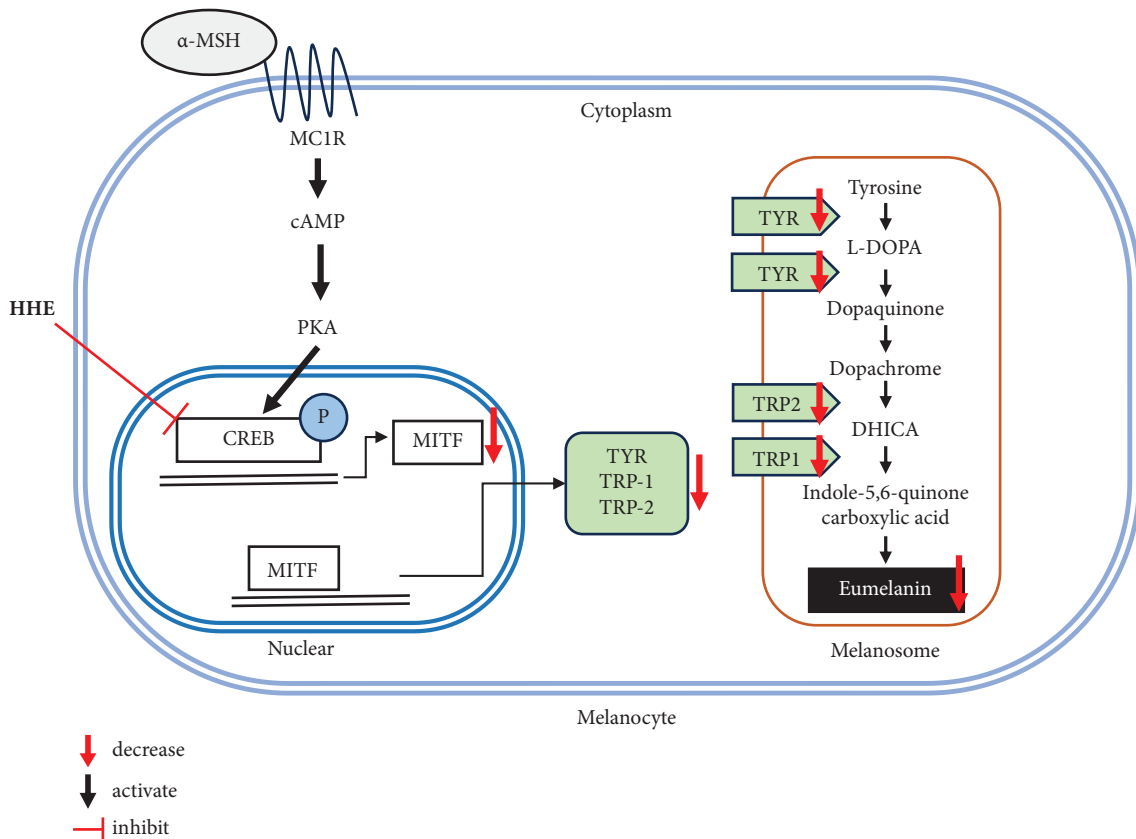 α-MSH
Cytoplasm
MC1R
cAMP
PKA
HHE
P
CREB
MITF
MITF
Nuclear
TYR
TRP-1
TRP-2
TYR
TYR
TRP2
TRP1
Tyrosine
L-DOPA
Dopaquinone
Dopachrome
DHICA
Indole-5,6-quinone
carboxylic acid
Eumelanin
Melanosome
Melanocyte
decrease
activate
inhibit